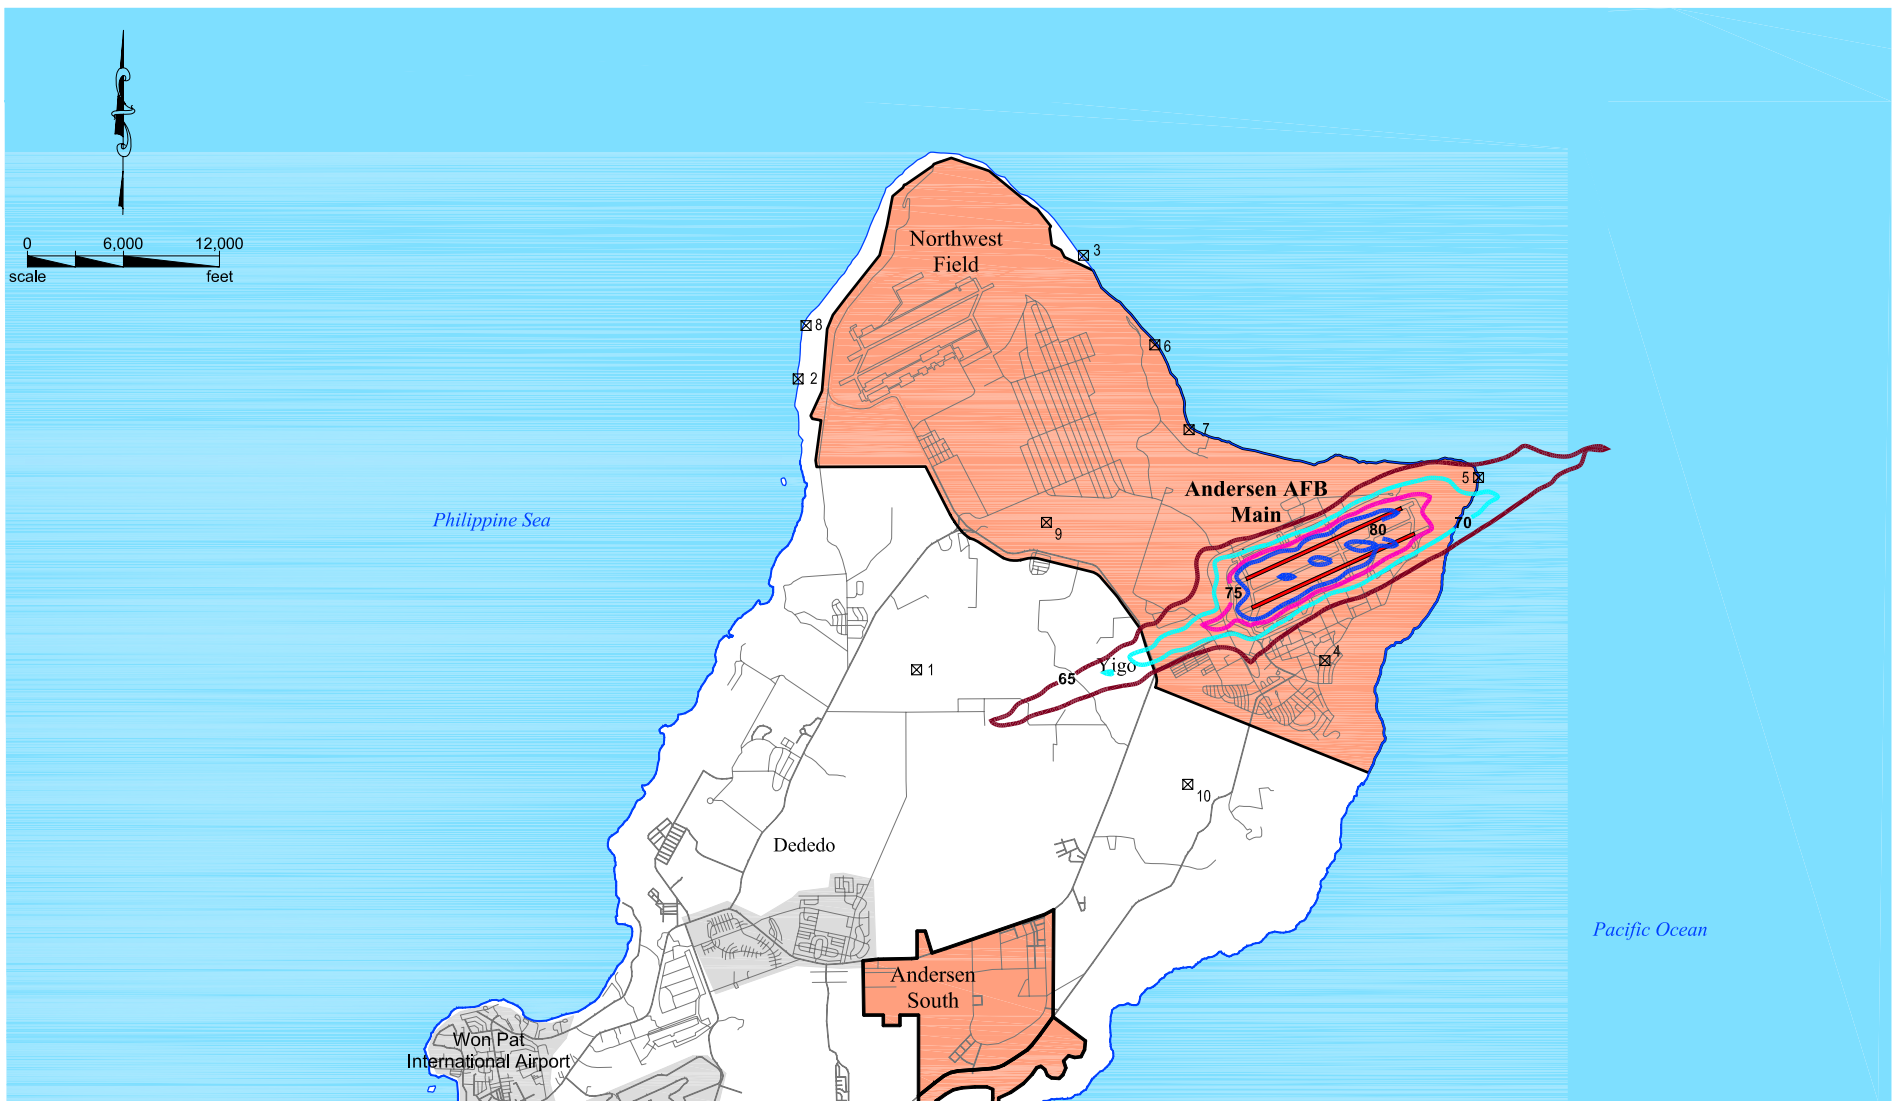 0 6,000 12,000
scale feet
Northwest
Field
3
8
6
2
7
Andersen AFB
Main
5
Philippine Sea
9
80
70
75
1
Yigo
65
4
10
Dededo
Pacific Ocean
Andersen
South
Won Pat
International Airport